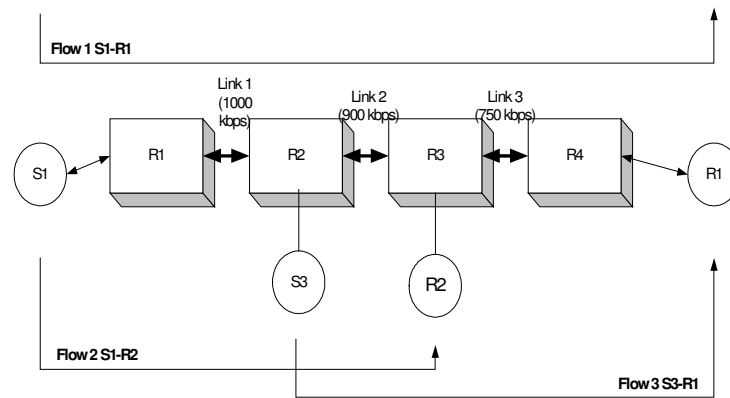 Flow 1 S1-R1
Link 1
(1000
kbps)
Link 2
(900 kbps)
Link 3
(750 kbps)
S1
R1
R2
R3
R4
R1
S3
R2
Flow 2 S1-R2
Flow 3 S3-R1